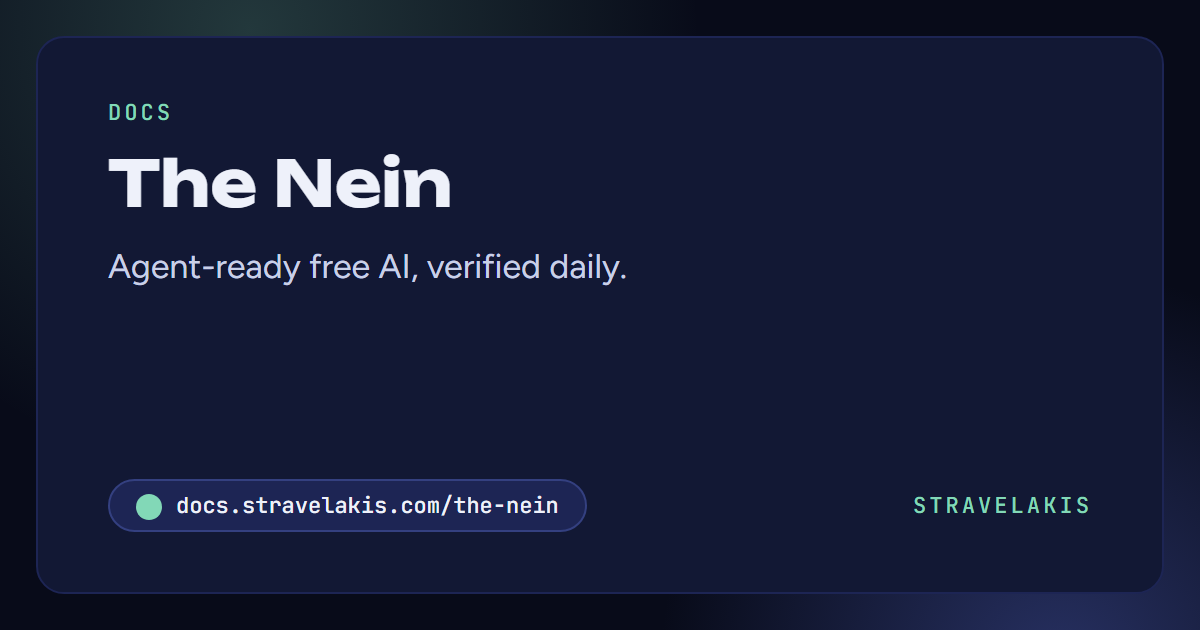 DOCS
The Nein
Agent-ready free AI, verified daily.
docs.stravelakis.com/the-nein
STRAVELAKIS